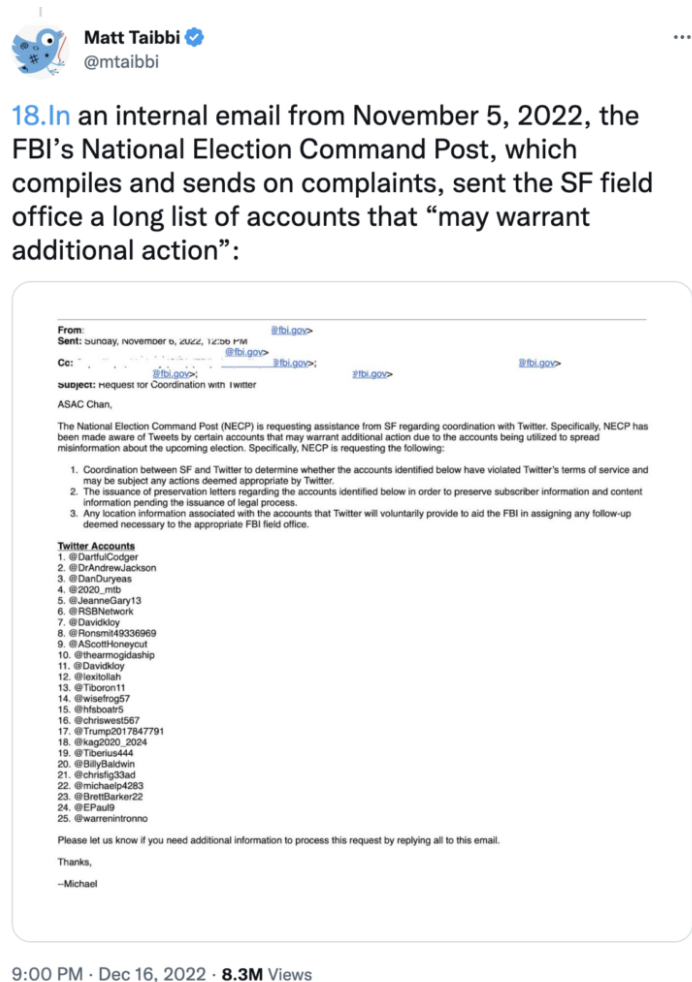 Matt Taibbi
@mtaibbi
18.In an internal email from November 5, 2022, the
FBI's National Election Command Post, which
compiles and sends on complaints, sent the SF field
office a long list of accounts that “may warrant
additional action”:
From: @fbi.gov>
Sent: Sunday, November 6, 2022, 12:56 PM
@fbi.gov>
Cc: @fbi.gov>; @fbi.gov>
@fbi.gov>; @fbi.gov>
Subject: Request for Coordination with Twitter
ASAC Chan,
The National Election Command Post (NECP) is requesting assistance from SF regarding coordination with Twitter. Specifically, NECP has
been made aware of Tweets by certain accounts that may warrant additional action due to the accounts being utilized to spread
misinformation about the upcoming election. Specifically, NECP is requesting the following:
1. Coordination between SF and Twitter to determine whether the accounts identified below have violated Twitter's terms of service and
may be subject any actions deemed appropriate by Twitter.
2. The issuance of preservation letters regarding the accounts identified below in order to preserve subscriber information and content
information pending the issuance of legal process.
3. Any location information associated with the accounts that Twitter will voluntarily provide to aid the FBI in assigning any follow-up
deemed necessary to the appropriate FBI field office.
Twitter Accounts
1. @DartfulCodger
2. @DrAndrewJackson
3. @DanDuryeas
4. @2020_mtb
5. @JeanneGary13
6. @RSBNetwork
7. @Davidkloy
8. @Ronsmit49336969
9. @AScottHoneycut
10. @thearmogidaship
11. @Davidkloy
12. @lexitollah
13. @Tiboron11
14. @wisefrog57
15. @hfsboatr5
16. @chriswest567
17. @Trump2017847791
18. @kag2020_2024
19. @Tiberius444
20. @BillyBaldwin
21. @chrisfig33ad
22. @michaelp4283
23. @BrettBarker22
24. @EPaul9
25. @warrenintronno
Please let us know if you need additional information to process this request by replying all to this email.
Thanks,
--Michael
9:00 PM · Dec 16, 2022 · 8.3M Views